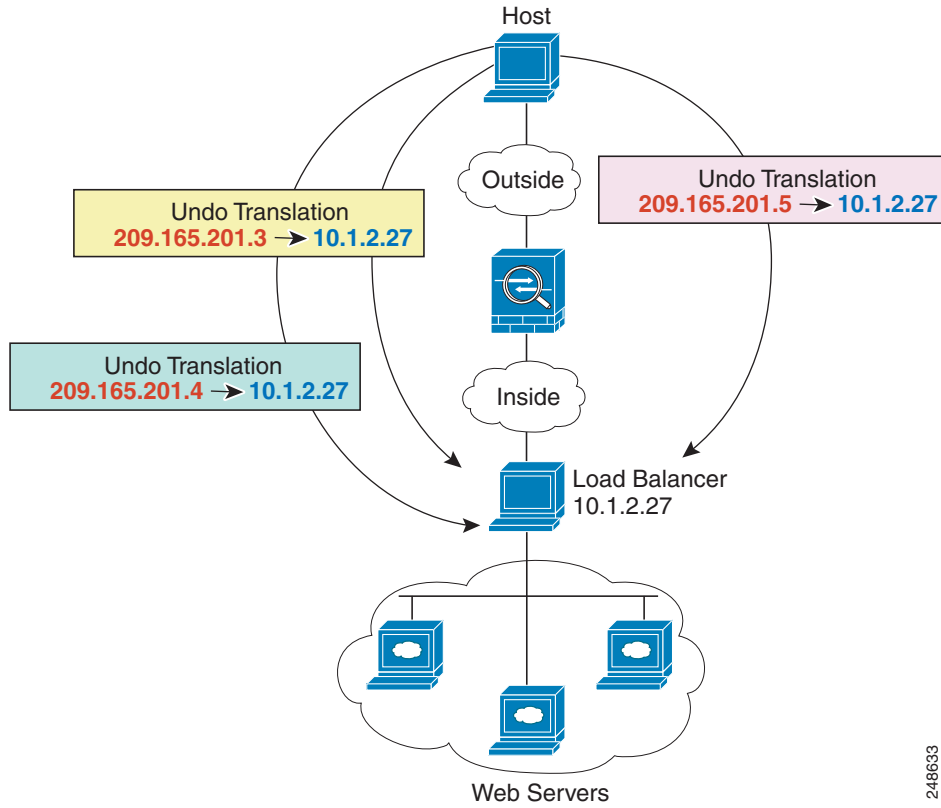 Host
Outside
Undo Translation
209.165.201.3 → 10.1.2.27
Undo Translation
209.165.201.5 → 10.1.2.27
Undo Translation
209.165.201.4 → 10.1.2.27
Inside
Load Balancer
10.1.2.27
Web Servers
248633